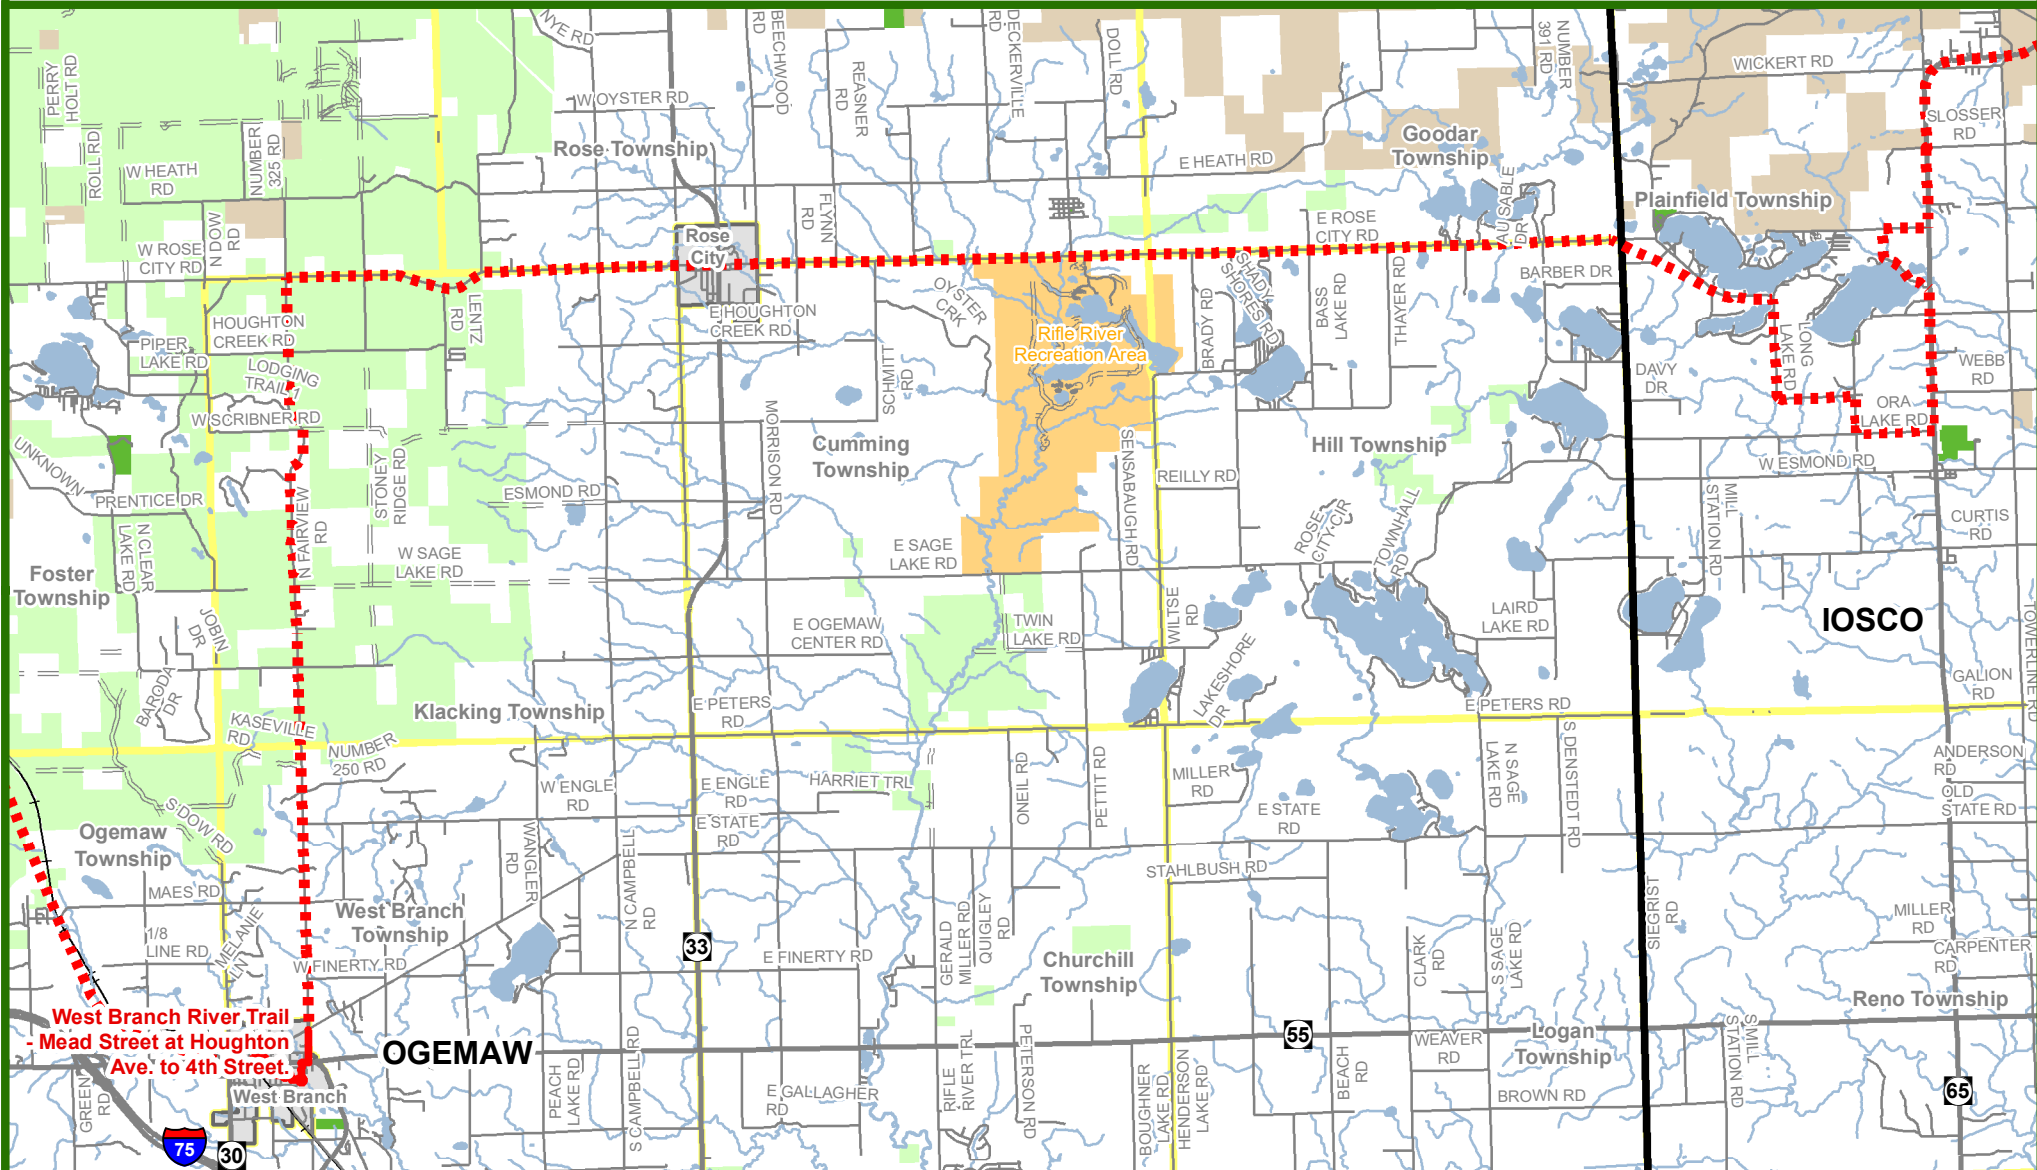 NYE RD
BEECHWOOD
RD
DECKERVILLE
RD
DOLL RD
NUMBER
391 RD
WICKERT RD
PERRY
HOLT RD
REASNER
RD
W OYSTER RD
SLOSSER
RD
ROLL RD
NUMBER
325 RD
W HEATH
RD
Rose Township
E HEATH RD
Goodar
Township
AU SABLE
DR
Plainfield Township
N DOW
RD
W ROSE
CITY RD
FLYNN
RD
Rose
City
E ROSE
CITY RD
BARBER DR
SHADY
SHORES RD
OYSTER
CRK
LENTZ
RD
HOUGHTON
CREEK RD
E HOUGHTON
CREEK RD
BRADY RD
BASS
LAKE RD
THAYER RD
Rifle River
Recreation Area
PIPER
LAKE RD
LODGING
TRAIL 1
SCHMITT
RD
LONG
LAKE RD
DAVY
DR
WEBB
RD
W SCRIBNER RD
ORA
LAKE RD
MORRISON RD
Cumming
Township
Hill Township
UNKNOWN
PRENTICE DR
STONEY
RIDGE RD
ESMOND RD
SENSABAUGH RD
REILLY RD
W ESMOND RD
MILL
STATION RD
N CLEAR
LAKE RD
N FAIRVIEW
RD
ROSE
CITY CIR
TOWNHALL
RD
CURTIS
RD
W SAGE
LAKE RD
E SAGE
LAKE RD
Foster
Township
JOBIN
DR
E OGEMAW
CENTER RD
TWIN
LAKE RD
WILTSE
RD
LAIRD
LAKE RD
IOSCO
TOWERLINE RD
BARODA
DR
LAKESHORE
DR
GALION
RD
KASEVILLE
RD
Klacking Township
E PETERS
RD
E PETERS RD
NUMBER
250 RD
S DENSTEDT RD
N SAGE
LAKE RD
ANDERSON
RD
W ENGLE
RD
E ENGLE
RD
HARRIET TRL
ONEIL RD
PETTIT RD
MILLER
RD
OLD
STATE RD
S DOW RD
E STATE
RD
E STATE
RD
Ogemaw
Township
WANGLER
RD
N CAMPBELL
RD
STAHLBUSH RD
MAES RD
West Branch
Township
SIEGRIST
RD
1/8
LINE RD
MELANIE
LN
W FINERTY RD
33
E FINERTY RD
GERALD
MILLER RD
QUIGLEY
RD
Churchill
Township
CLARK
RD
S SAGE
LAKE RD
MILLER
RD
CARPENTER
RD
Reno Township
West Branch River Trail
- Mead Street at Houghton
Ave. to 4th Street.
OGEMAW
55
WEAVER
RD
Logan
Township
S MILL
STATION RD
West Branch
GREEN
RD
PEACH
LAKE RD
S CAMPBELL RD
E GALLAGHER
RD
RIFLE
RIVER TRL
PETERSON RD
BOUGHNER
LAKE RD
HENDERSON
LAKE RD
BEACH
RD
BROWN RD
65
75
30